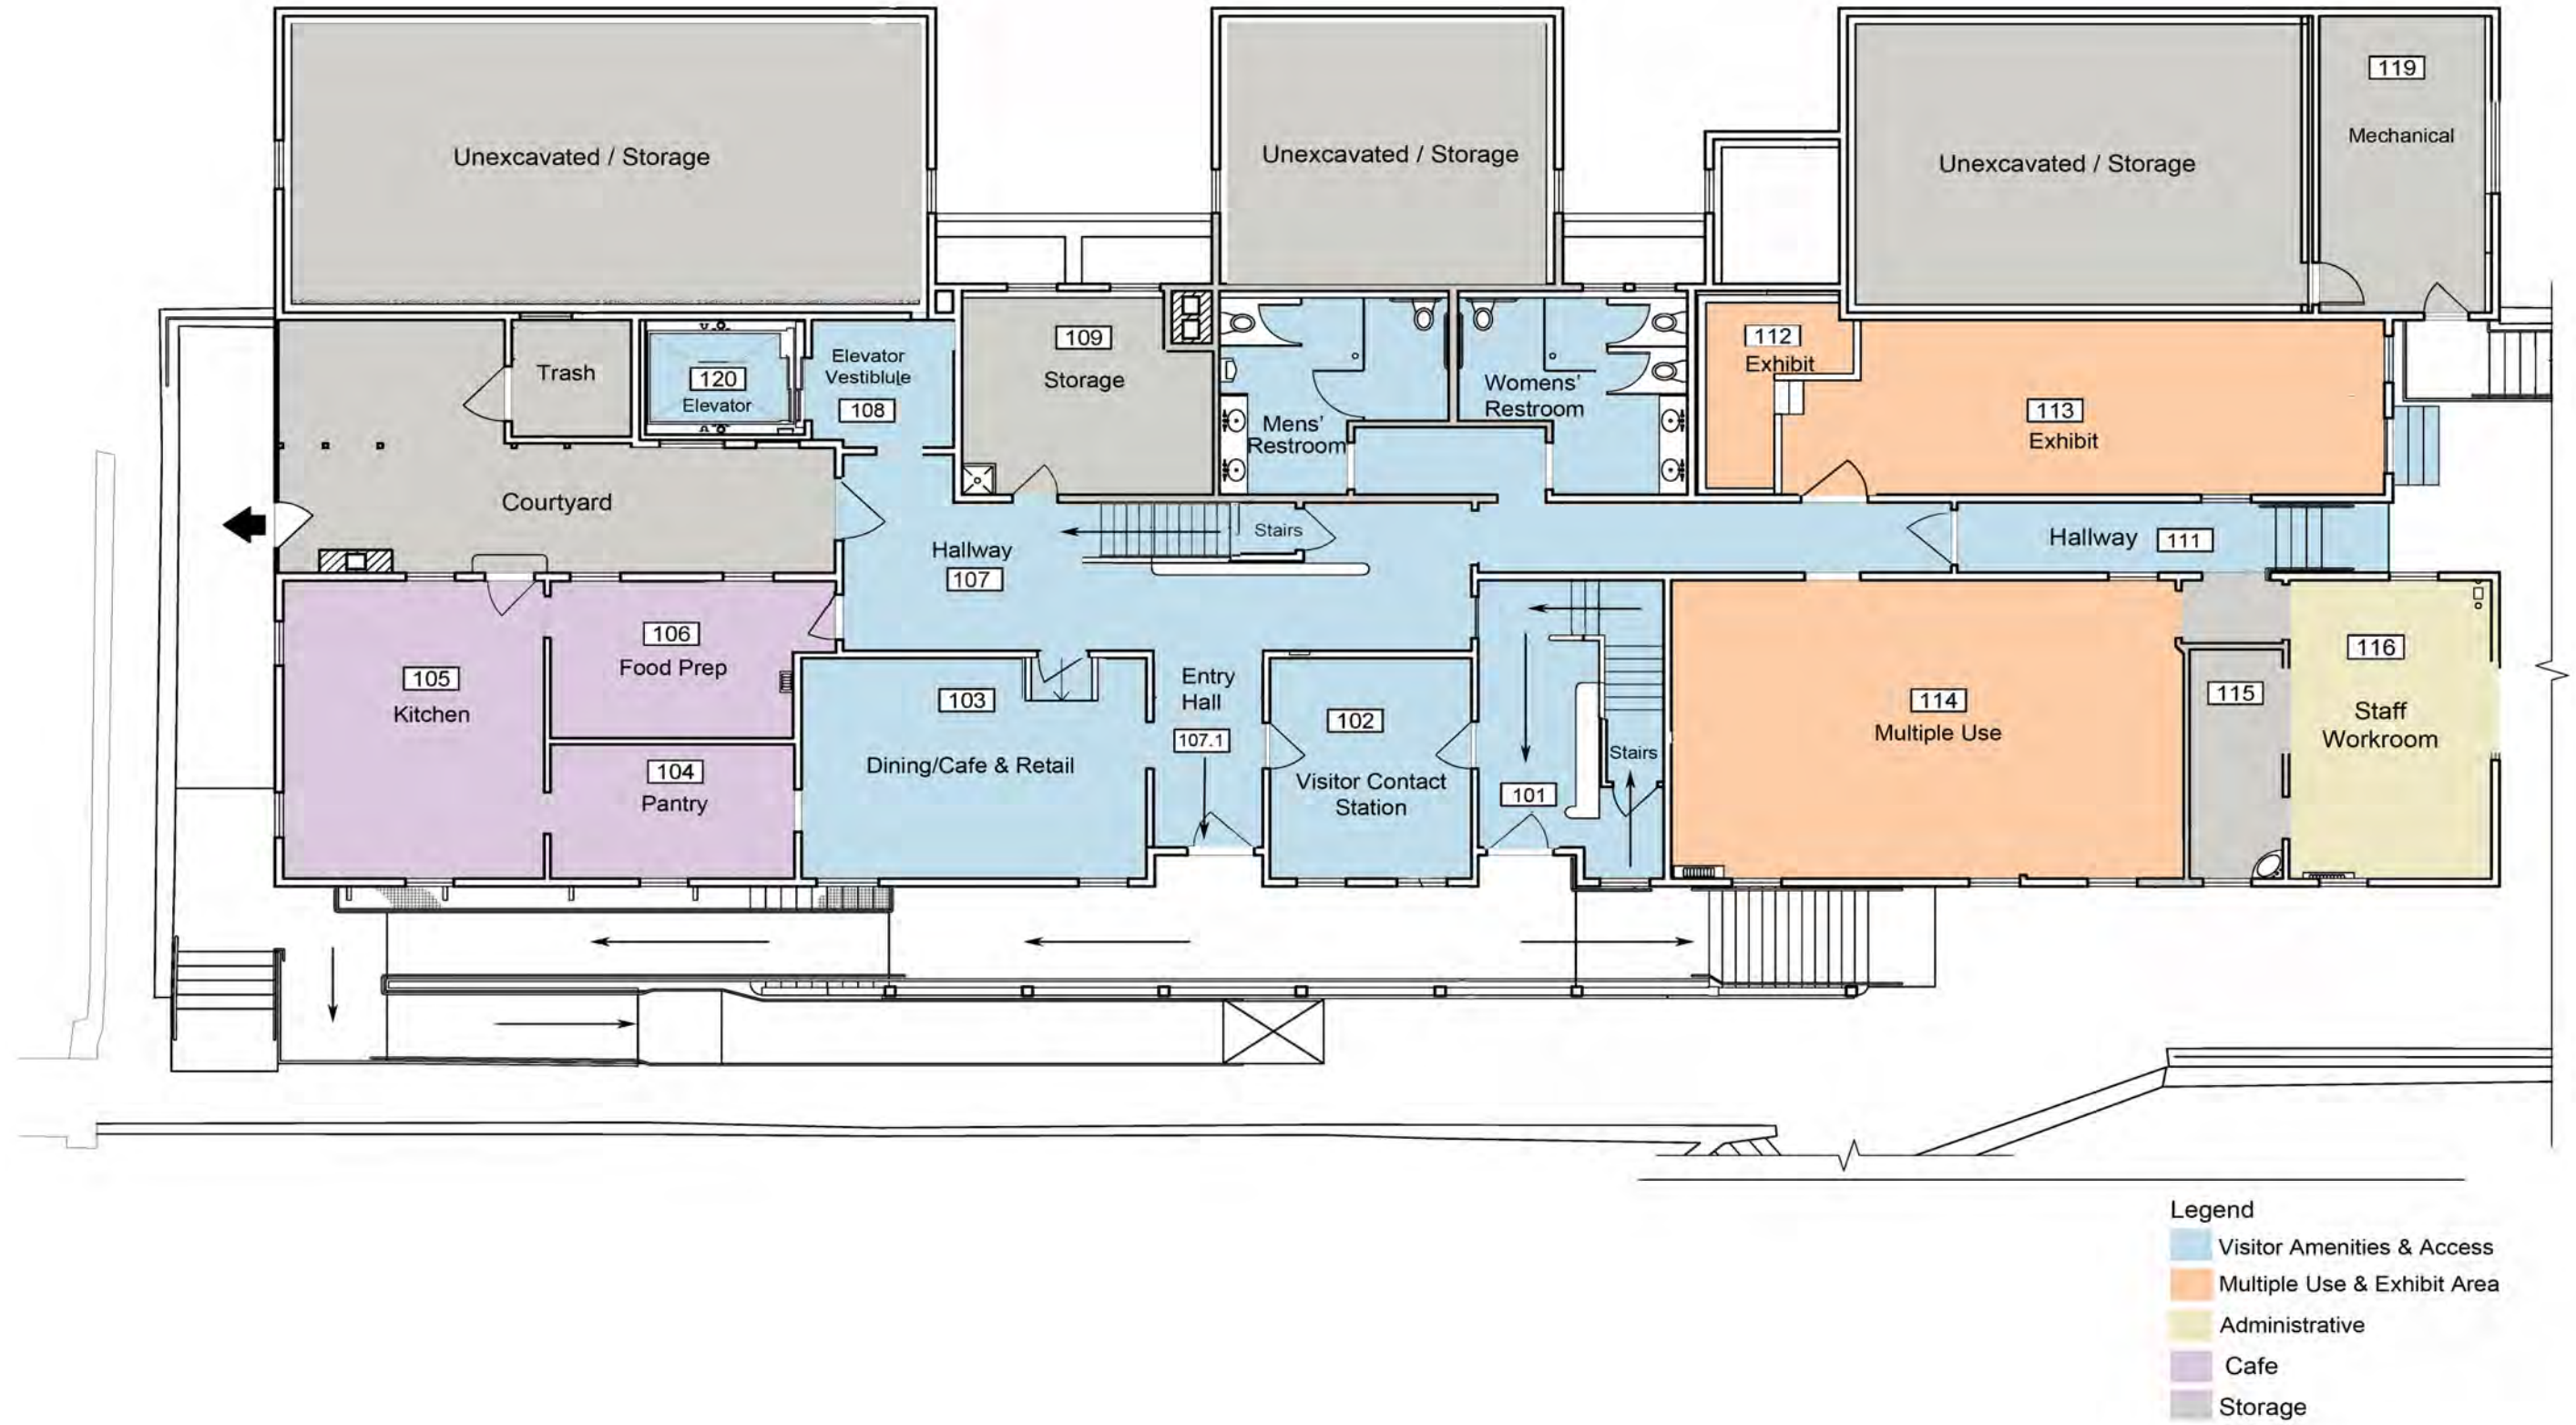 Unexcavated / Storage
Unexcavated / Storage
Unexcavated / Storage
119
Mechanical
Trash
120
Elevator
Elevator
Vestiblule
108
109
Storage
Mens'
Restroom
Womens'
Restroom
112
Exhibit
113
Exhibit
Courtyard
Hallway
107
Stairs
Hallway
111
105
Kitchen
106
Food Prep
104
Pantry
103
Dining/Cafe & Retail
Entry
Hall
107.1
102
Visitor Contact
Station
101
Stairs
114
Multiple Use
115
116
Staff
Workroom
Legend
Visitor Amenities & Access
Multiple Use & Exhibit Area
Administrative
Cafe
Storage